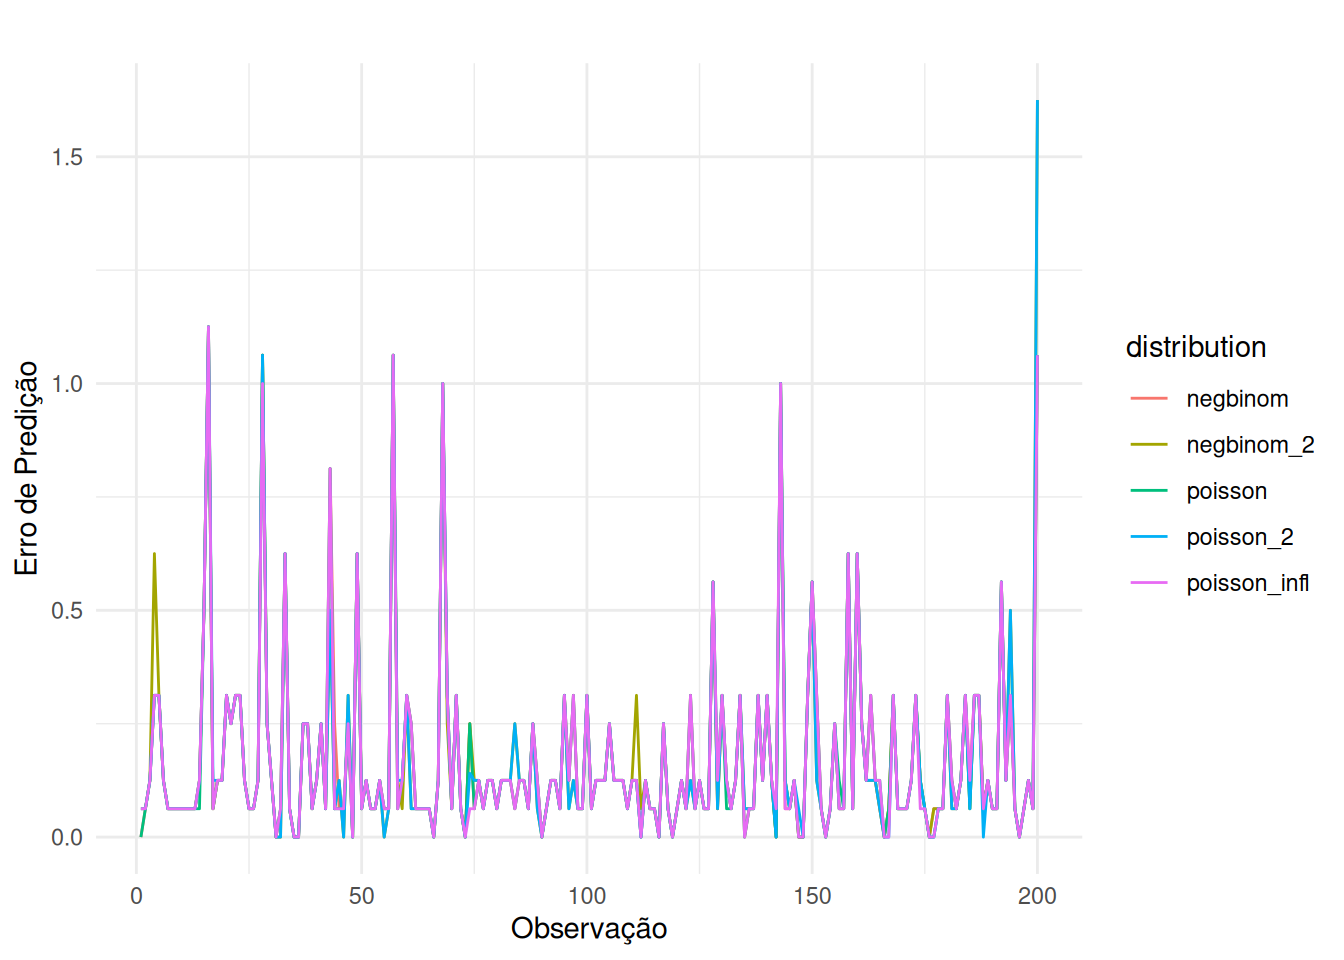 Erro de Predição
1.5
1.0
0.5
0.0
0
50
100
150
200
Observação
distribution
negbinom
negbinom_2
poisson
poisson_2
poisson_infl